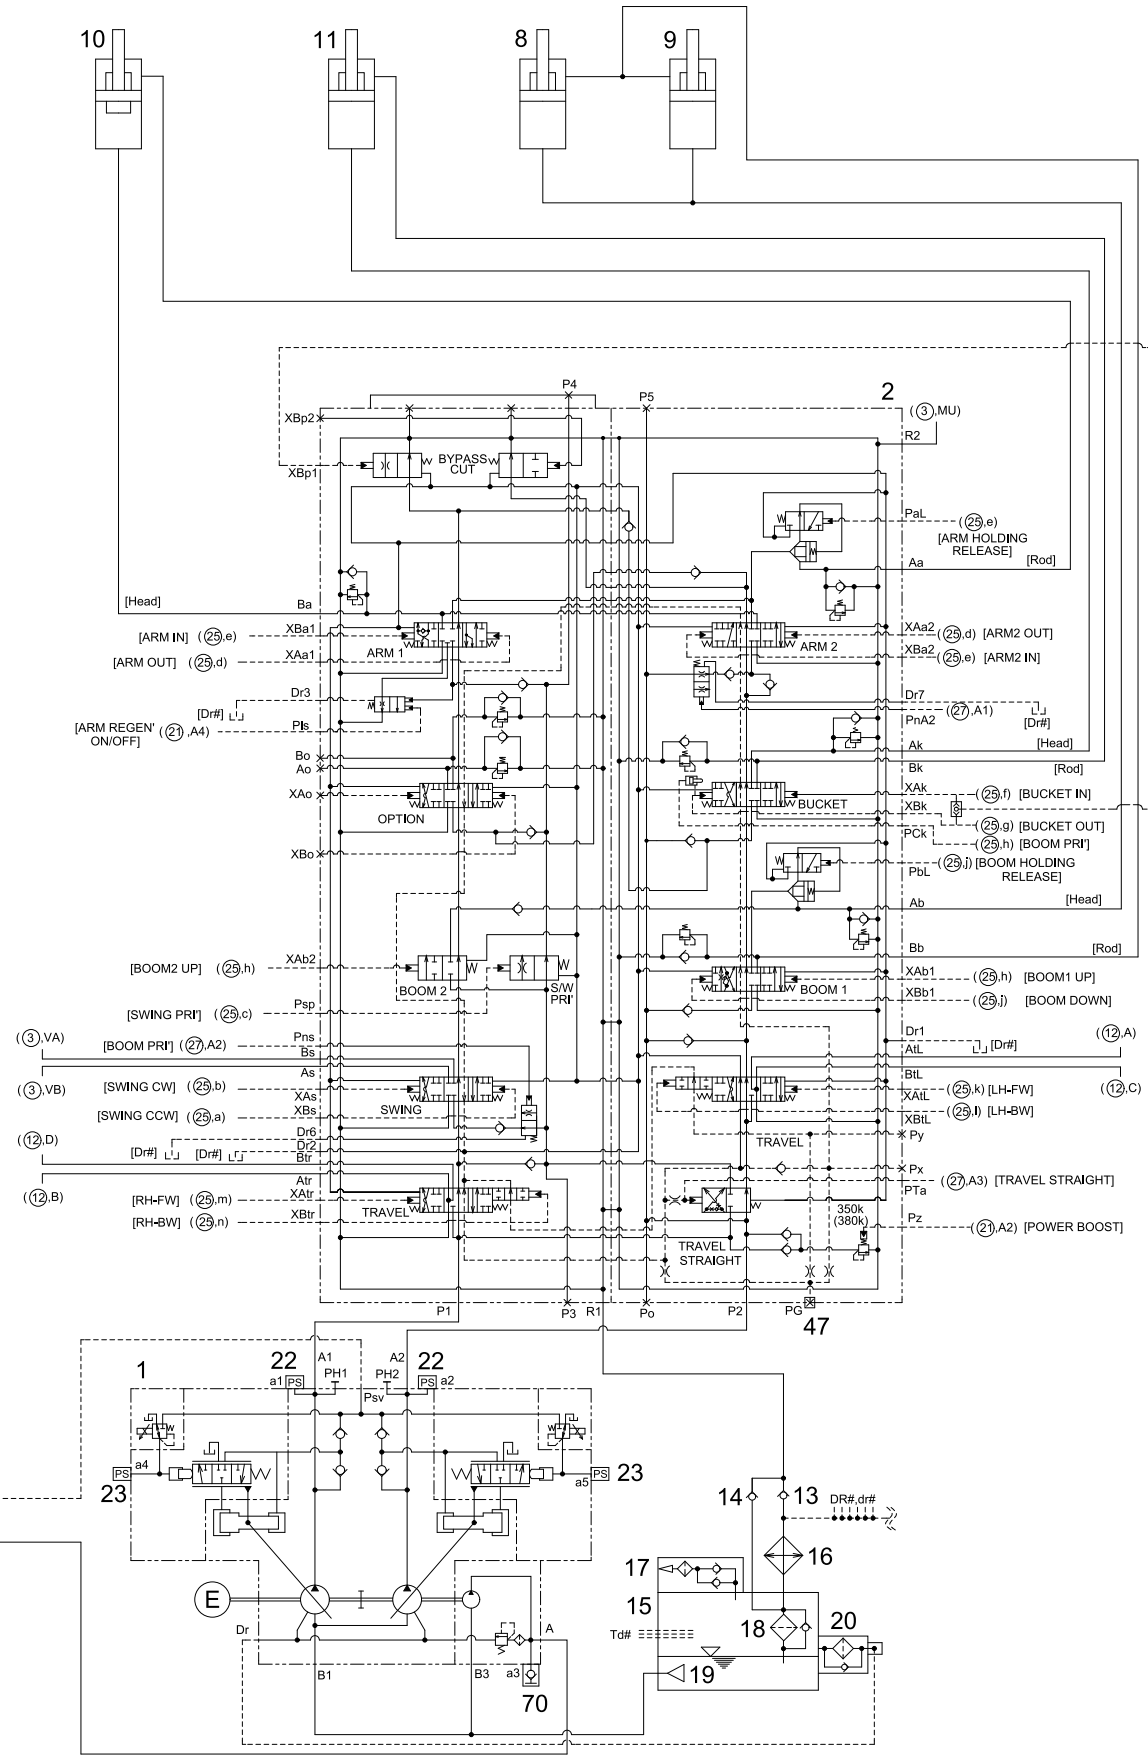 10
11
8
9
P4
P5
2
(③,MU)
R2
XBp2
BYPASS
CUT
XBp1
PaL
(㉕,e)
[ARM HOLDING
RELEASE]
Aa
[Rod]
[Head]
Ba
[ARM IN] (㉕,e)
XBa1
XAa2
(㉕,d) [ARM2 OUT]
ARM 1
ARM 2
[ARM OUT] (㉕,d)
XAa1
XBa2
(㉕,e) [ARM2 IN]
Dr3
[Dr#]
Dr7
(㉗,A1)
[Dr#]
PnA2
[ARM REGEN'
ON/OFF] (㉑,A4)
Pls
Ak
[Head]
Bo
Ao
Bk
[Rod]
XAo
XAk
(㉕,f) [BUCKET IN]
OPTION
BUCKET
XBk
(㉕,g) [BUCKET OUT]
PCk
(㉕,h) [BOOM PRI']
XBo
PbL
(㉕,j) [BOOM HOLDING
RELEASE]
Ab
[Head]
Bb
[Rod]
[BOOM2 UP] (㉕,h)
XAb2
XAb1
(㉕,h) [BOOM1 UP]
BOOM 2
S/W
PRI'
BOOM 1
XBb1
(㉕,j) [BOOM DOWN]
Psp
[SWING PRI'] (㉕,c)
(③,VA)
[BOOM PRI'] (㉗,A2)
Pns
Bs
Dr1
[Dr#]
AtL
(⑫,A)
(③,VB)
As
BtL
(⑫,C)
[SWING CW] (㉕,b)
XAs
XAtL
(㉕,k) [LH-FW]
SWING
[SWING CCW] (㉕,a)
XBs
(㉕,l) [LH-BW]
XBtL
TRAVEL
(⑫,D)
Dr6
[Dr#]
[Dr#]
Dr2
Btr
Py
Px
(⑫,B)
Atr
PTa
(㉗,A3) [TRAVEL STRAIGHT]
[RH-FW] (㉕,m)
XAtr
[RH-BW] (㉕,n)
XBtr
TRAVEL
350k
(380k)
Pz
(㉑,A2) [POWER BOOST]
TRAVEL
STRAIGHT
P1
P3
R1
Po
P2
PG
47
1
22
A1
A2
22
a1
PS
PH1
PH2
PS
a2
Psv
a4
PS
23
a5
PS
23
14
13
DR#,dr#
16
17
15
18
20
Td#
19
E
Dr
A
B1
B3
a3
70